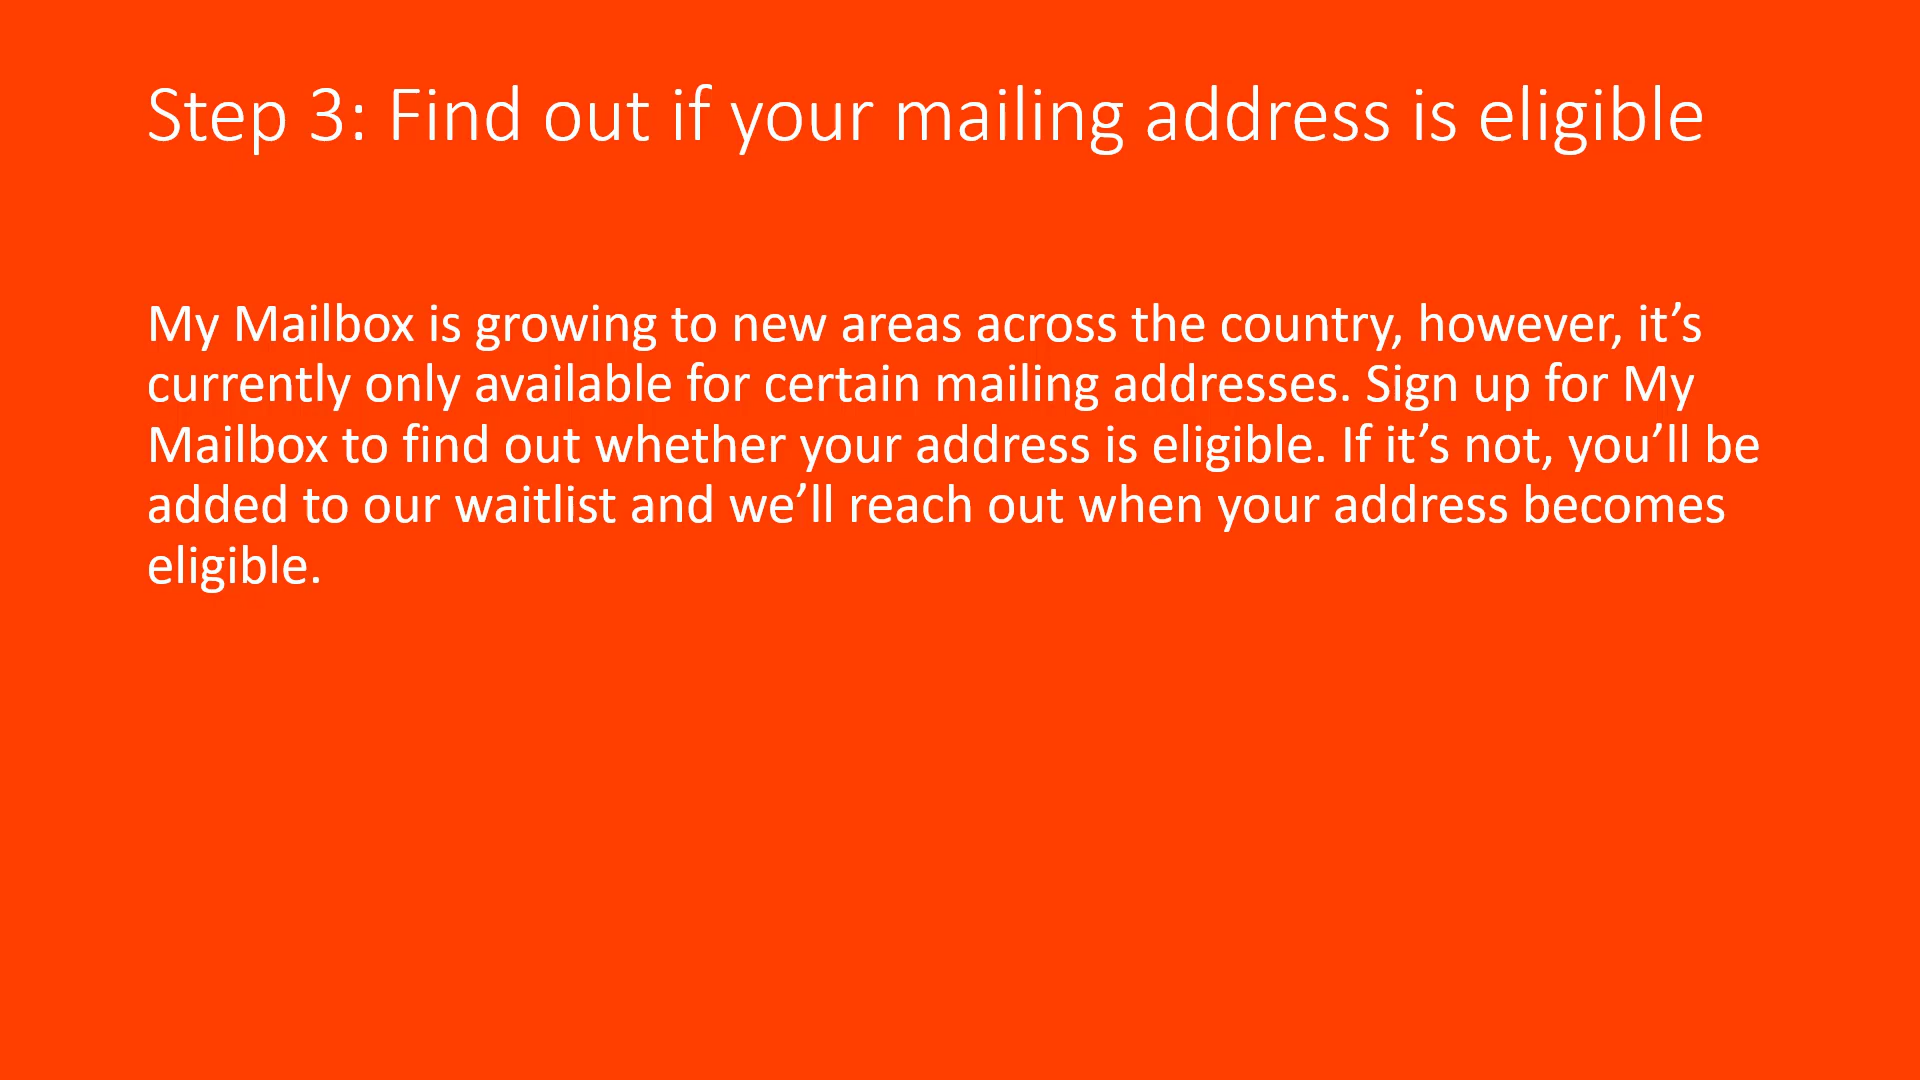 Step 3: Find out if your mailing address is eligible
My Mailbox is growing to new areas across the country, however, it’s
currently only available for certain mailing addresses. Sign up for My
Mailbox to find out whether your address is eligible. If it’s not, you’ll be
added to our waitlist and we’ll reach out when your address becomes
eligible.